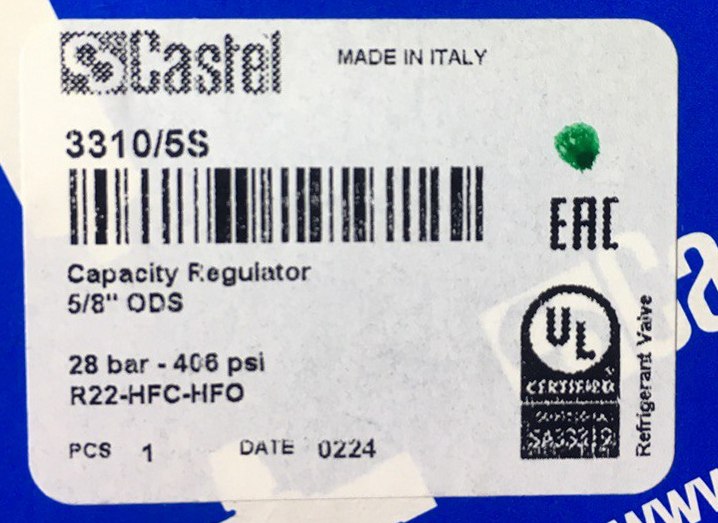 Castel
MADE IN ITALY
3310/5S
EAC
Capacity Regulator
5/8" ODS
UL
CERTIFIED
28 bar - 406 psi
R22-HFC-HFO
Refrigerant Valve
PCS 1 DATE 0224
www.